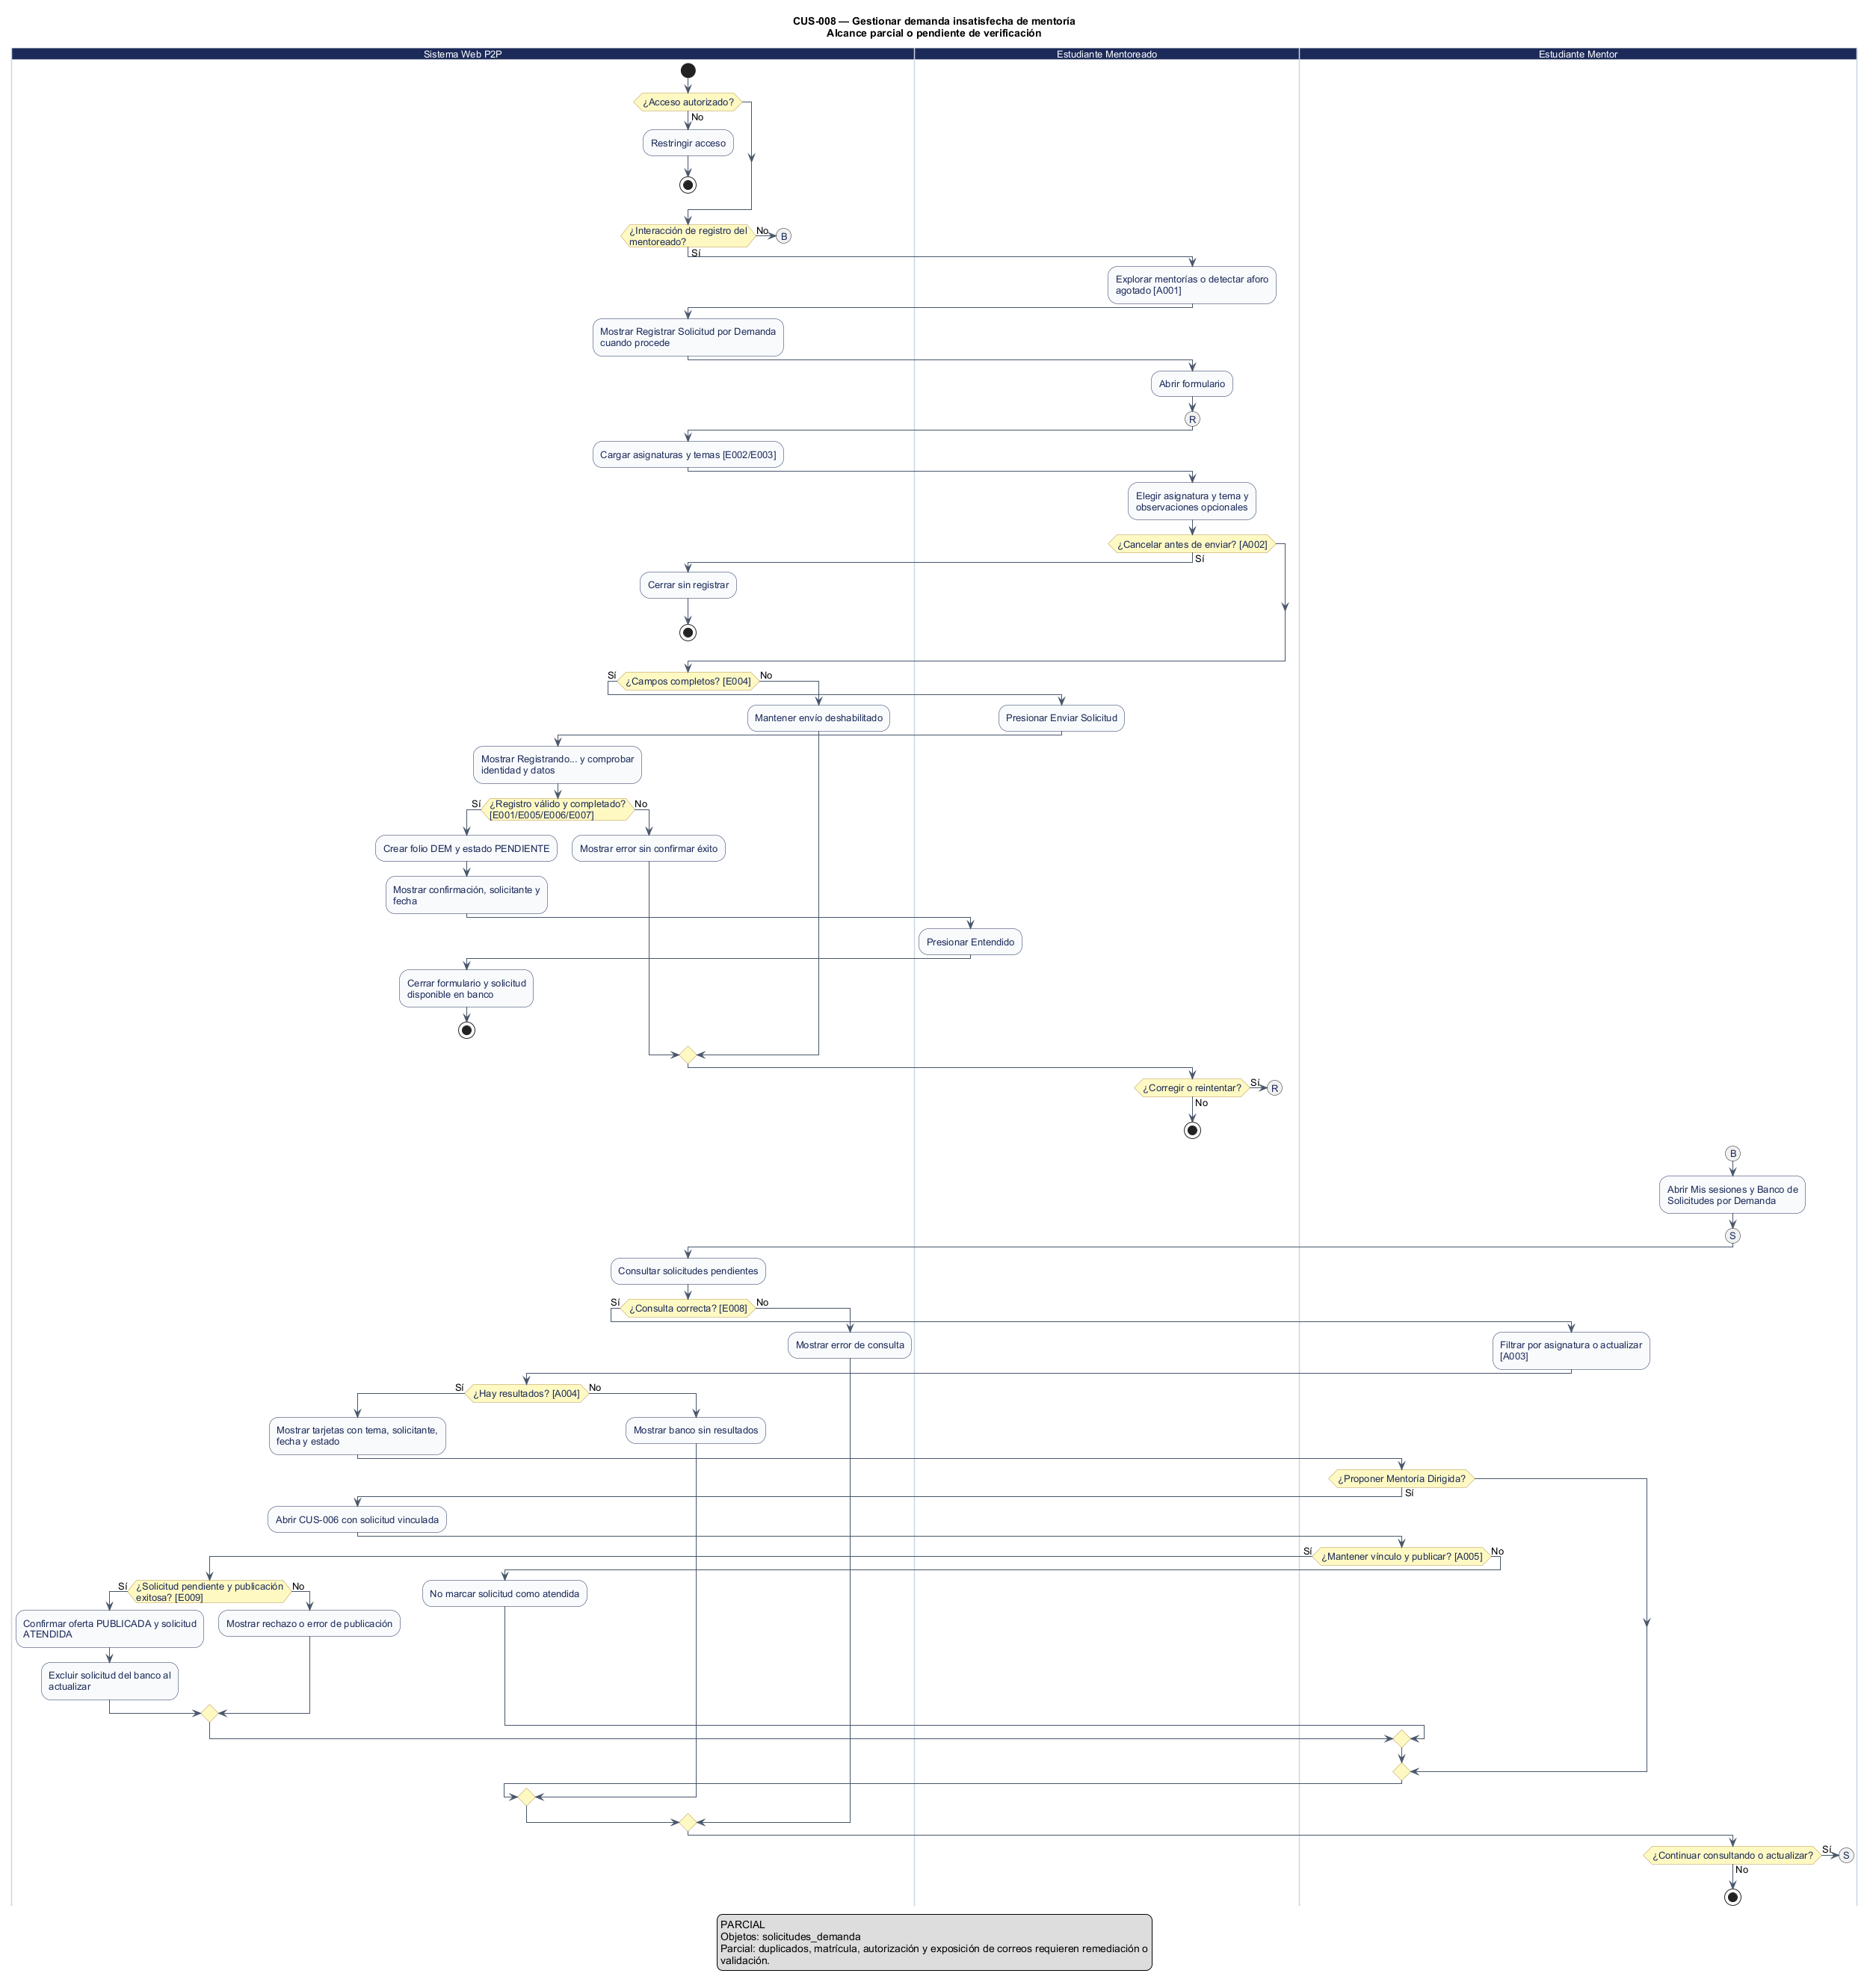 CUS-008 — Gestionar demanda insatisfecha de mentoría
Alcance parcial o pendiente de verificación
Sistema Web P2P
Estudiante Mentoreado
Estudiante Mentor
¿Acceso autorizado?
No
Restringir acceso
¿Interacción de registro del
mentoreado?
No
B
Sí
Explorar mentorías o detectar aforo
agotado [A001]
Mostrar Registrar Solicitud por Demanda
cuando procede
Abrir formulario
R
Cargar asignaturas y temas [E002/E003]
Elegir asignatura y tema y
observaciones opcionales
¿Cancelar antes de enviar? [A002]
Sí
Cerrar sin registrar
Sí
¿Campos completos? [E004]
No
Mantener envío deshabilitado
Presionar Enviar Solicitud
Mostrar Registrando... y comprobar
identidad y datos
Sí
¿Registro válido y completado?
[E001/E005/E006/E007]
No
Crear folio DEM y estado PENDIENTE
Mostrar error sin confirmar éxito
Mostrar confirmación, solicitante y
fecha
Presionar Entendido
Cerrar formulario y solicitud
disponible en banco
¿Corregir o reintentar?
Sí
R
No
B
Abrir Mis sesiones y Banco de
Solicitudes por Demanda
S
Consultar solicitudes pendientes
Sí
¿Consulta correcta? [E008]
No
Mostrar error de consulta
Filtrar por asignatura o actualizar
[A003]
Sí
¿Hay resultados? [A004]
No
Mostrar tarjetas con tema, solicitante,
fecha y estado
Mostrar banco sin resultados
¿Proponer Mentoría Dirigida?
Sí
Abrir CUS-006 con solicitud vinculada
Sí
¿Mantener vínculo y publicar? [A005]
No
Sí
¿Solicitud pendiente y publicación
exitosa? [E009]
No
No marcar solicitud como atendida
Confirmar oferta PUBLICADA y solicitud
ATENDIDA
Mostrar rechazo o error de publicación
Excluir solicitud del banco al
actualizar
¿Continuar consultando o actualizar?
Sí
S
No
PARCIAL
Objetos: solicitudes_demanda
Parcial: duplicados, matrícula, autorización y exposición de correos requieren remediación o
validación.